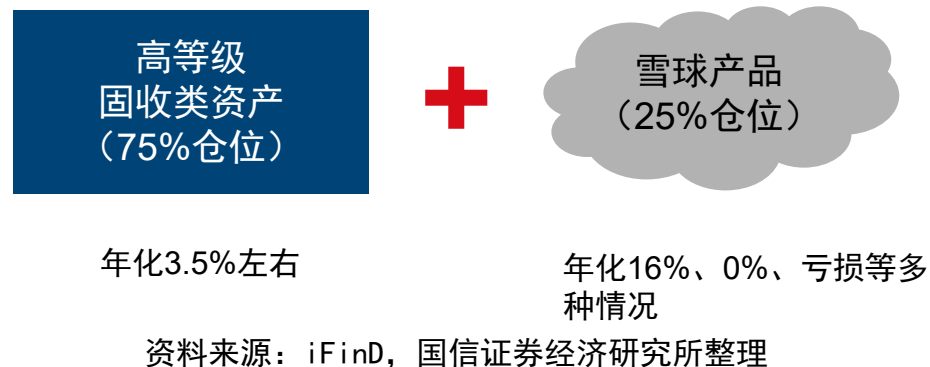 高等级
固收类资产
（75%仓位）
雪球产品
（25%仓位）
年化3.5%左右
年化16%、0%、亏损等多
种情况
资料来源：iFinD，国信证券经济研究所整理